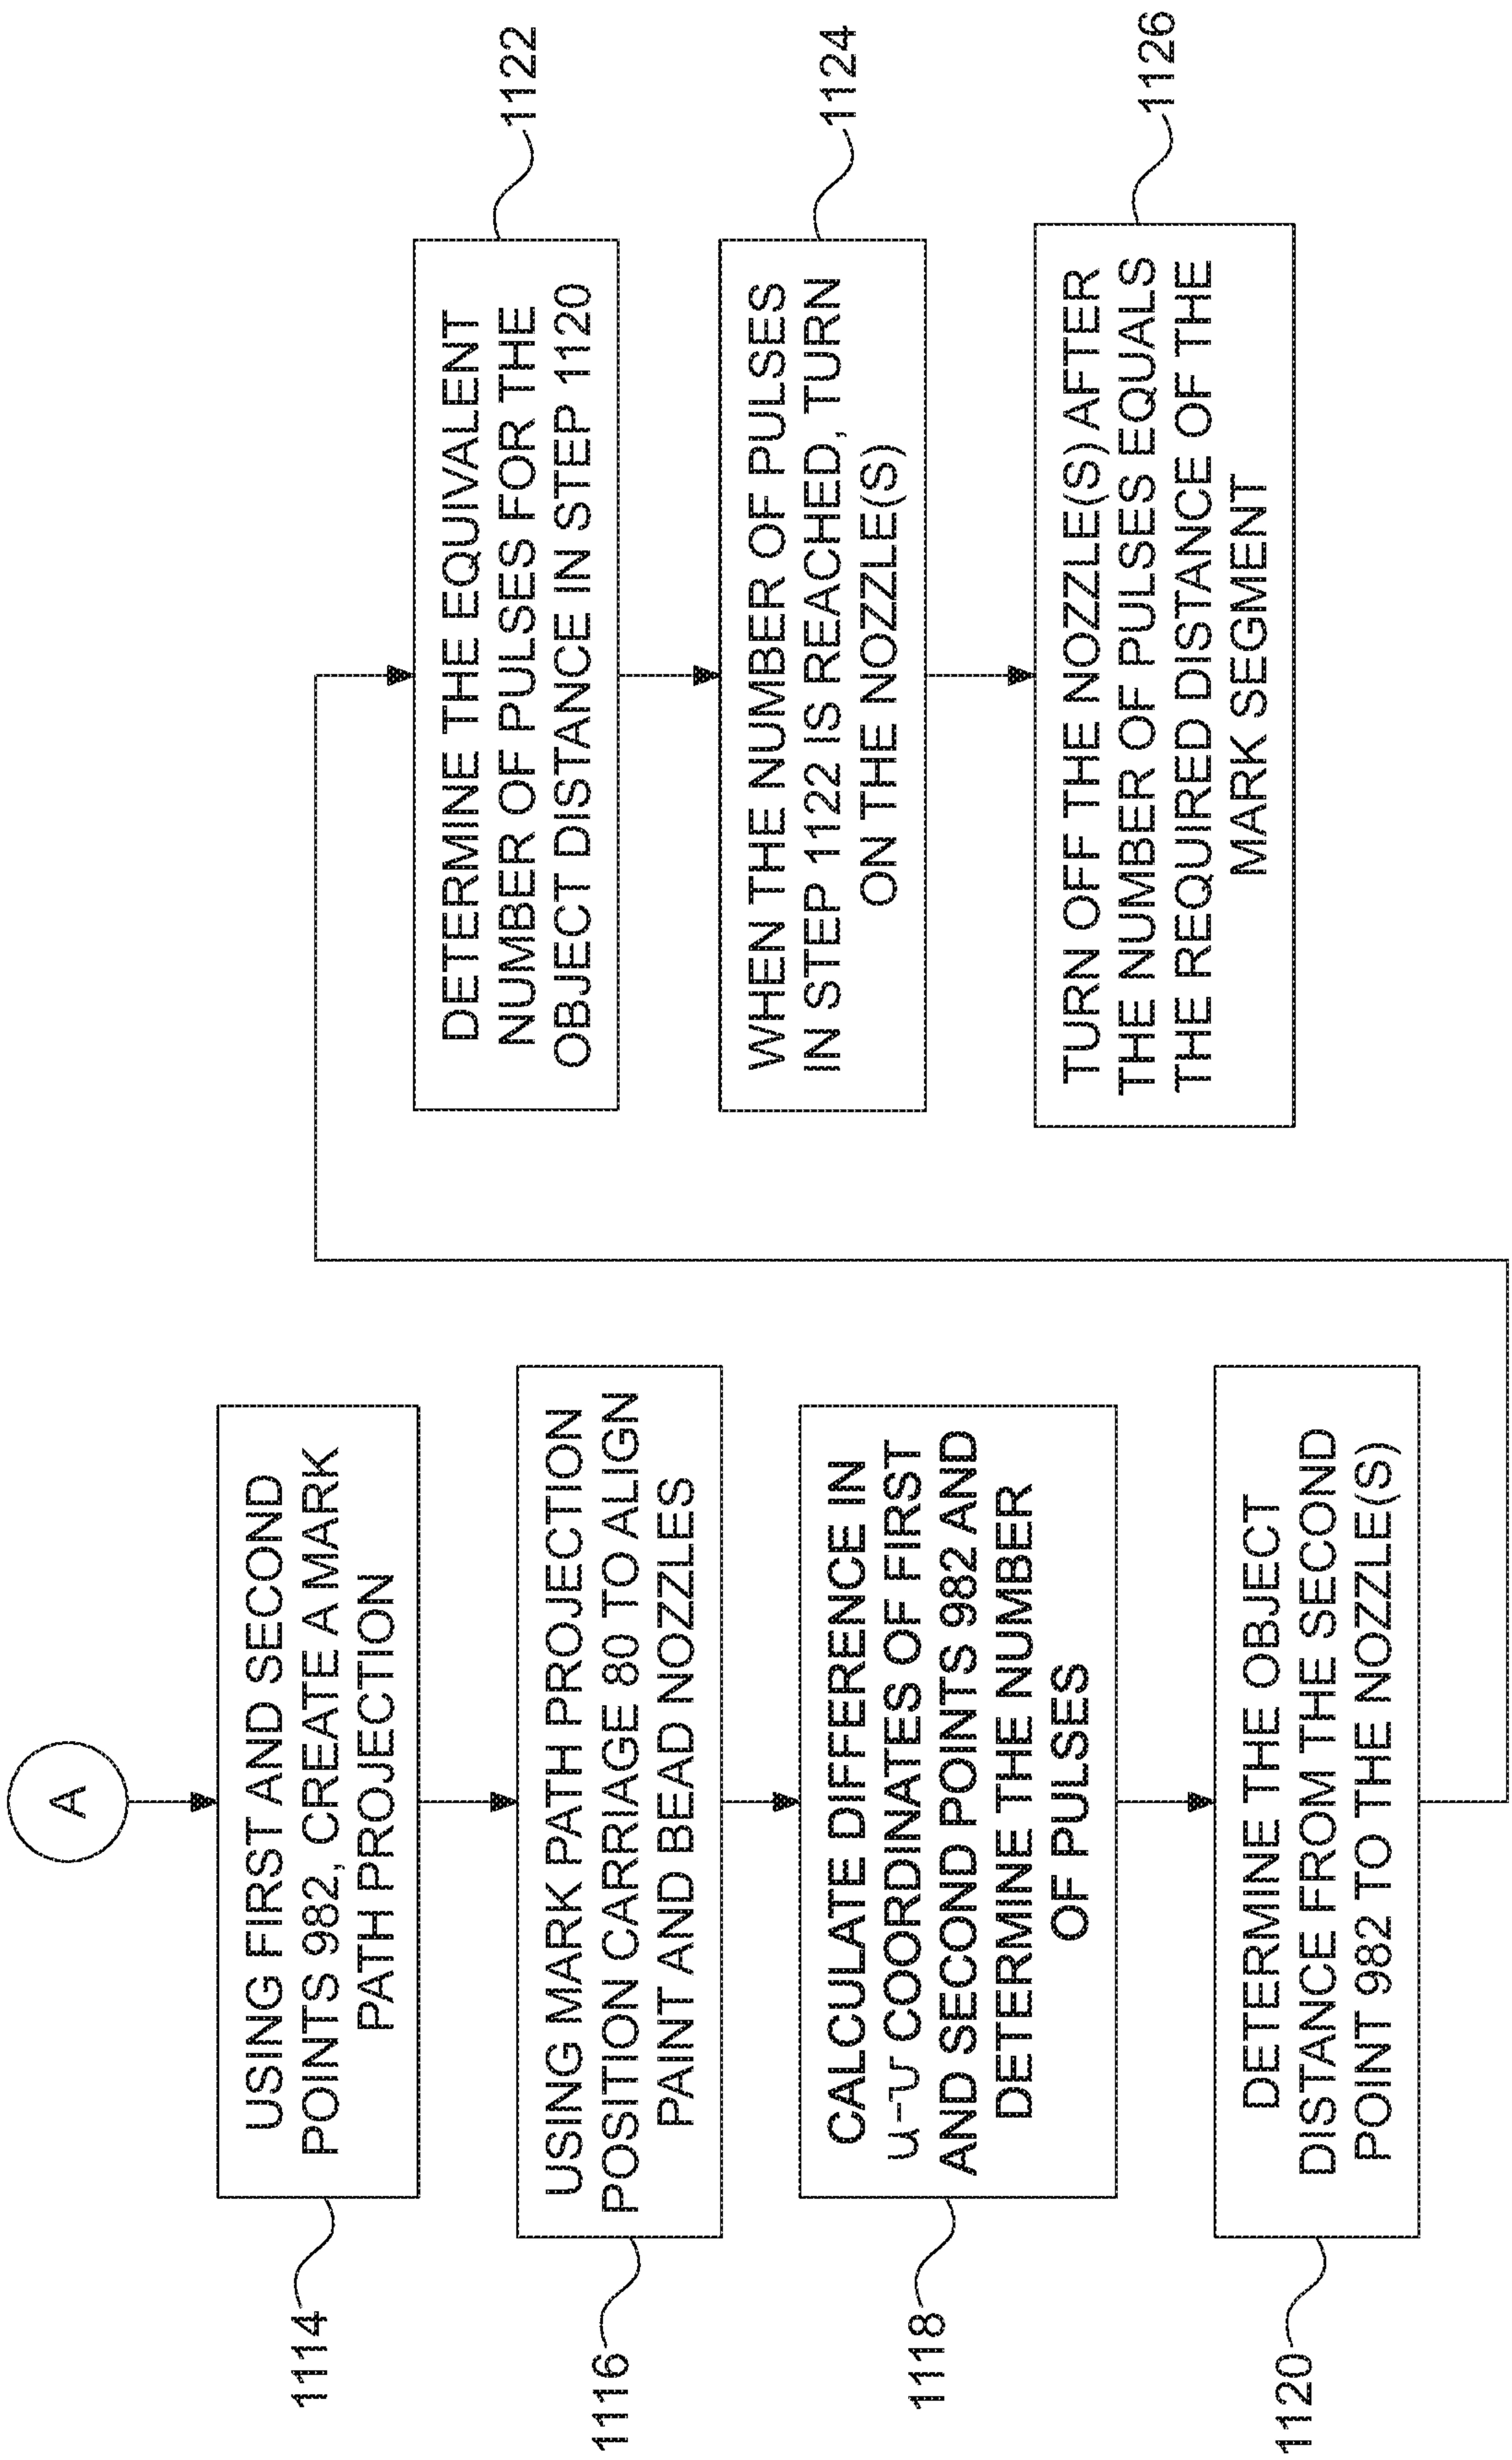 A
USING FIRST AND SECOND
POINTS 982, CREATE A MARK
PATH PROJECTION
1114
USING MARK PATH PROJECTION
POSITION CARRIAGE 80 TO ALIGN
PAINT AND BEAD NOZZLES
1116
CALCULATE DIFFERENCE IN
u-v COORDINATES OF FIRST
AND SECOND POINTS 982 AND
DETERMINE THE NUMBER
OF PULSES
1118
DETERMINE THE OBJECT
DISTANCE FROM THE SECOND
POINT 982 TO THE NOZZLE(S)
1120
DETERMINE THE EQUIVALENT
NUMBER OF PULSES FOR THE
OBJECT DISTANCE IN STEP 1120
1122
WHEN THE NUMBER OF PULSES
IN STEP 1122 IS REACHED, TURN
ON THE NOZZLE(S)
1124
TURN OFF THE NOZZLE(S) AFTER
THE NUMBER OF PULSES EQUALS
THE REQUIRED DISTANCE OF THE
MARK SEGMENT
1126